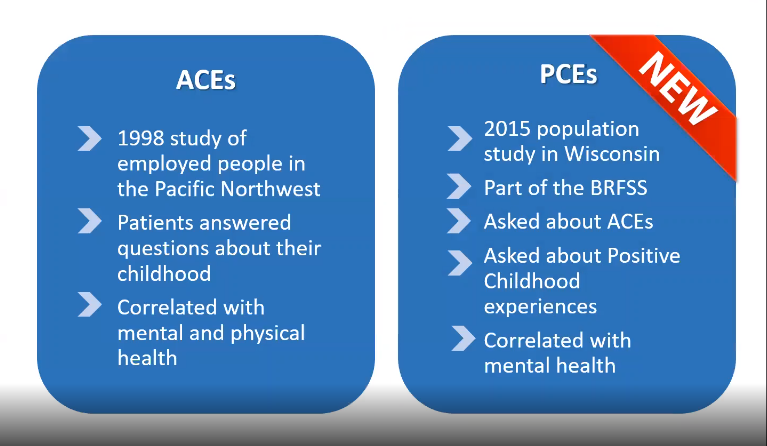 ACEs
1998 study of
employed people in
the Pacific Northwest
Patients answered
questions about their
childhood
Correlated with
mental and physical
health
PCEs
NEW
2015 population
study in Wisconsin
Part of the BRFSS
Asked about ACEs
Asked about Positive
Childhood
experiences
Correlated with
mental health